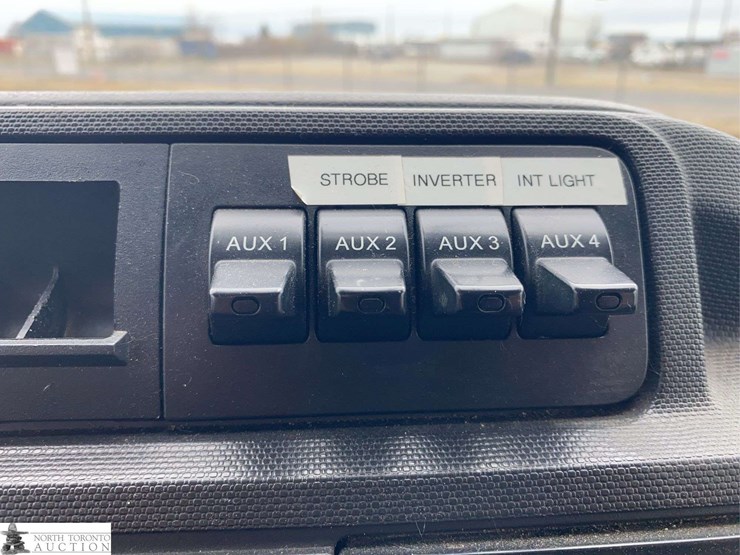 STROBE INVERTER INT LIGHT
AUX 1 AUX 2 AUX 3 AUX 4
NORTH TORONTO
AUCTION